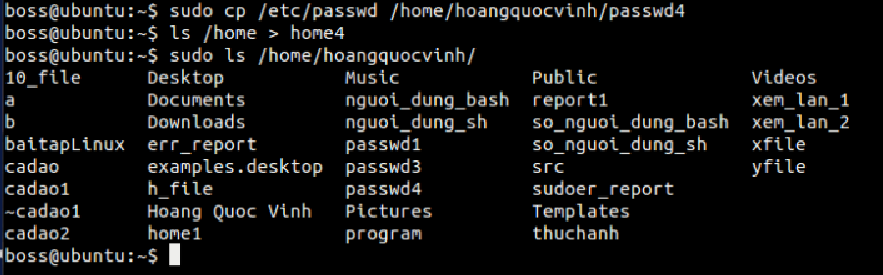 boss@ubuntu:~$ sudo cp /etc/passwd /home/hoangquocvinh/passwd4
boss@ubuntu:~$ ls /home > home4
boss@ubuntu:~$ sudo ls /home/hoangquocvinh/
10_file Desktop Music Public Videos
a Documents nguoi_dung_bash report1 xem_lan_1
b Downloads nguoi_dung_sh so_nguoi_dung_bash xem_lan_2
baitapLinux err_report passwd1 so_nguoi_dung_sh xfile
cadao examples.desktop passwd3 src yfile
cadao1 h_file passwd4 sudoer_report
~cadao1 Hoang Quoc Vinh Pictures Templates
cadao2 home1 program thuchanh
boss@ubuntu:~$